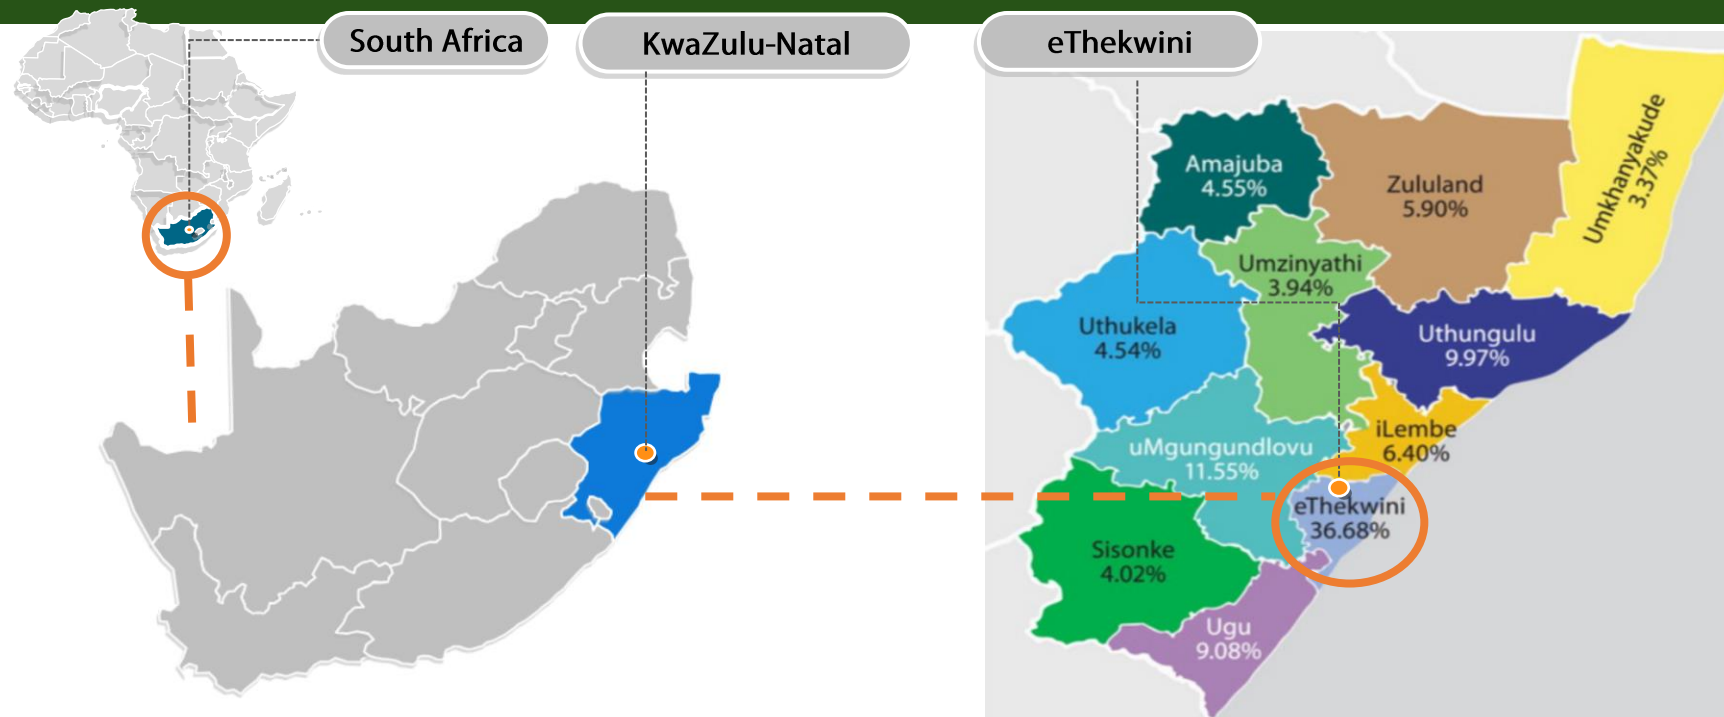 South Africa
KwaZulu-Natal
eThekwini
Amajuba
4.55%
Zululand
5.90%
Umkhanyakude
3.37%
Umzinyathi
3.94%
Uthukela
4.54%
Uthungulu
9.97%
iLembe
6.40%
uMgungundlovu
11.55%
eThekwini
36.68%
Sisonke
4.02%
Ugu
9.08%